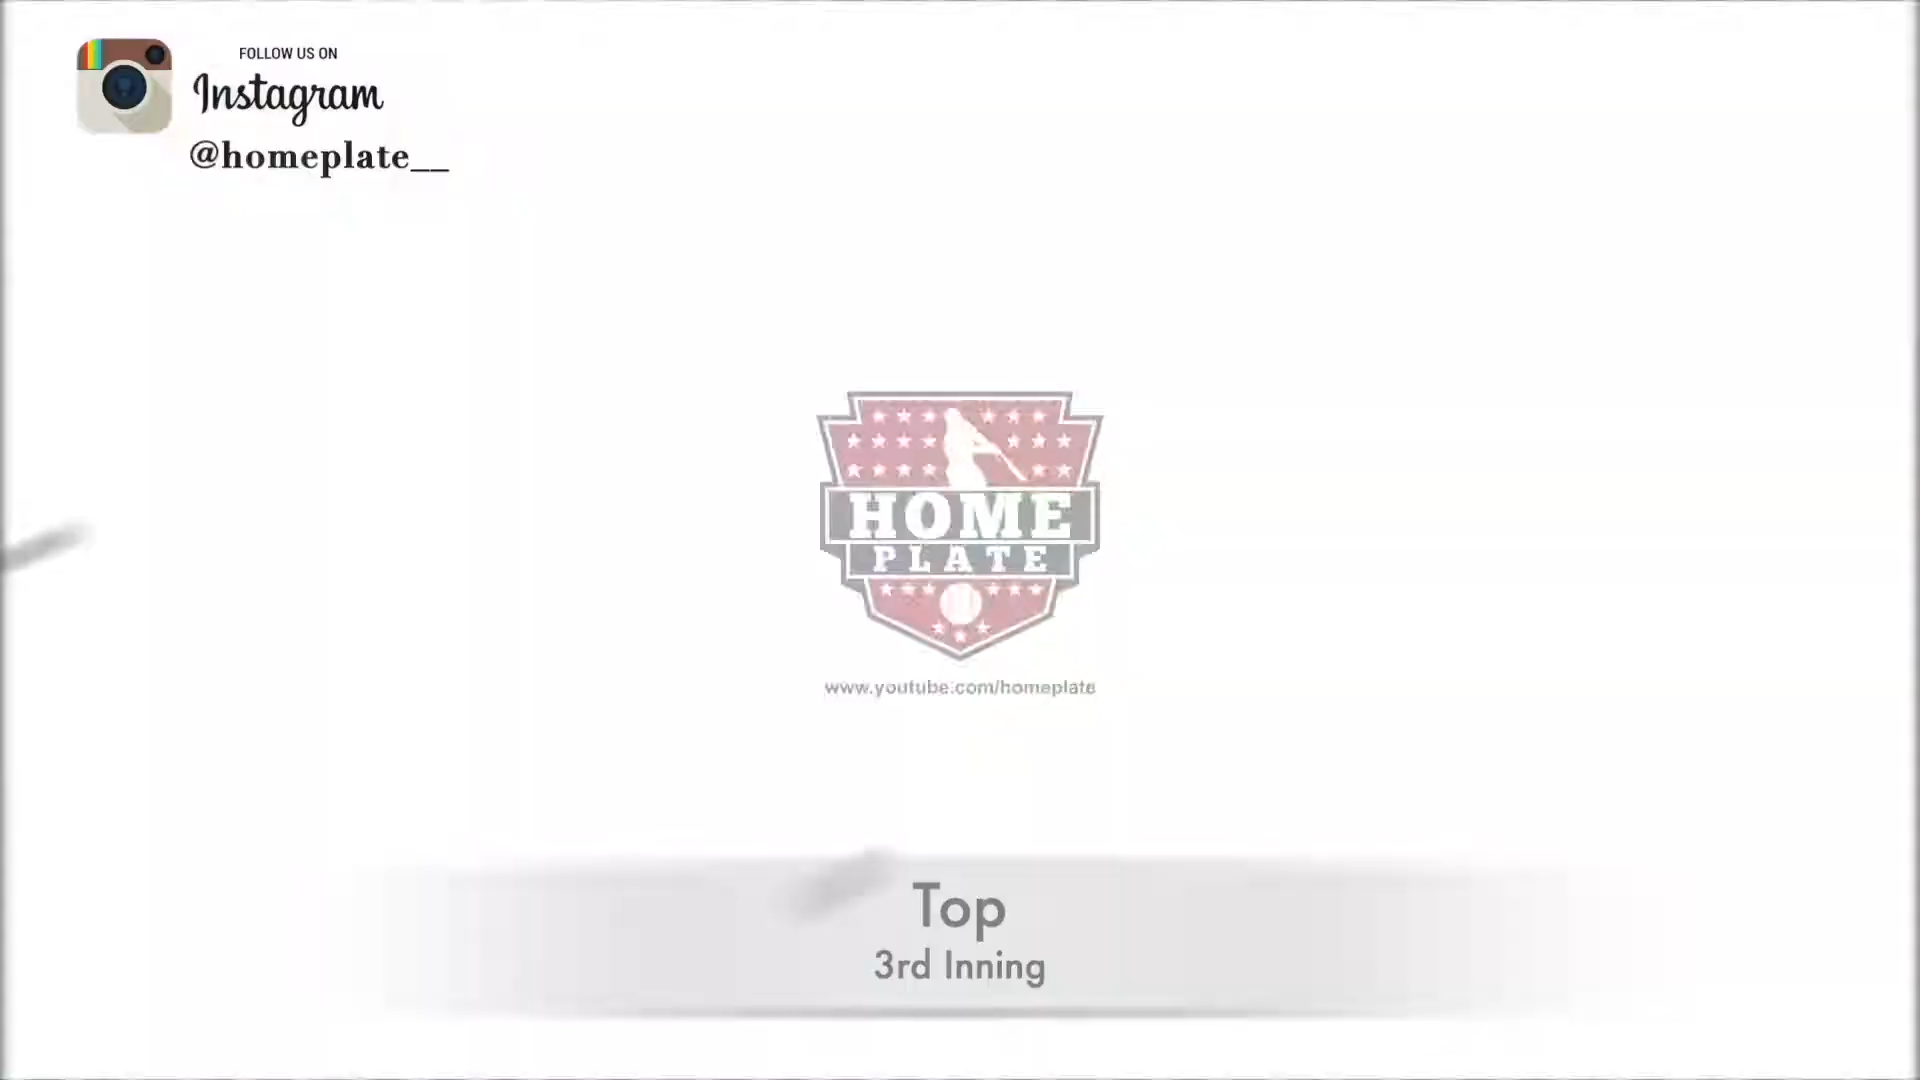 FOLLOW US ON
Instagram
@homeplate__
HOME
PLATE
www.youtube.com/homeplate
Top
3rd Inning